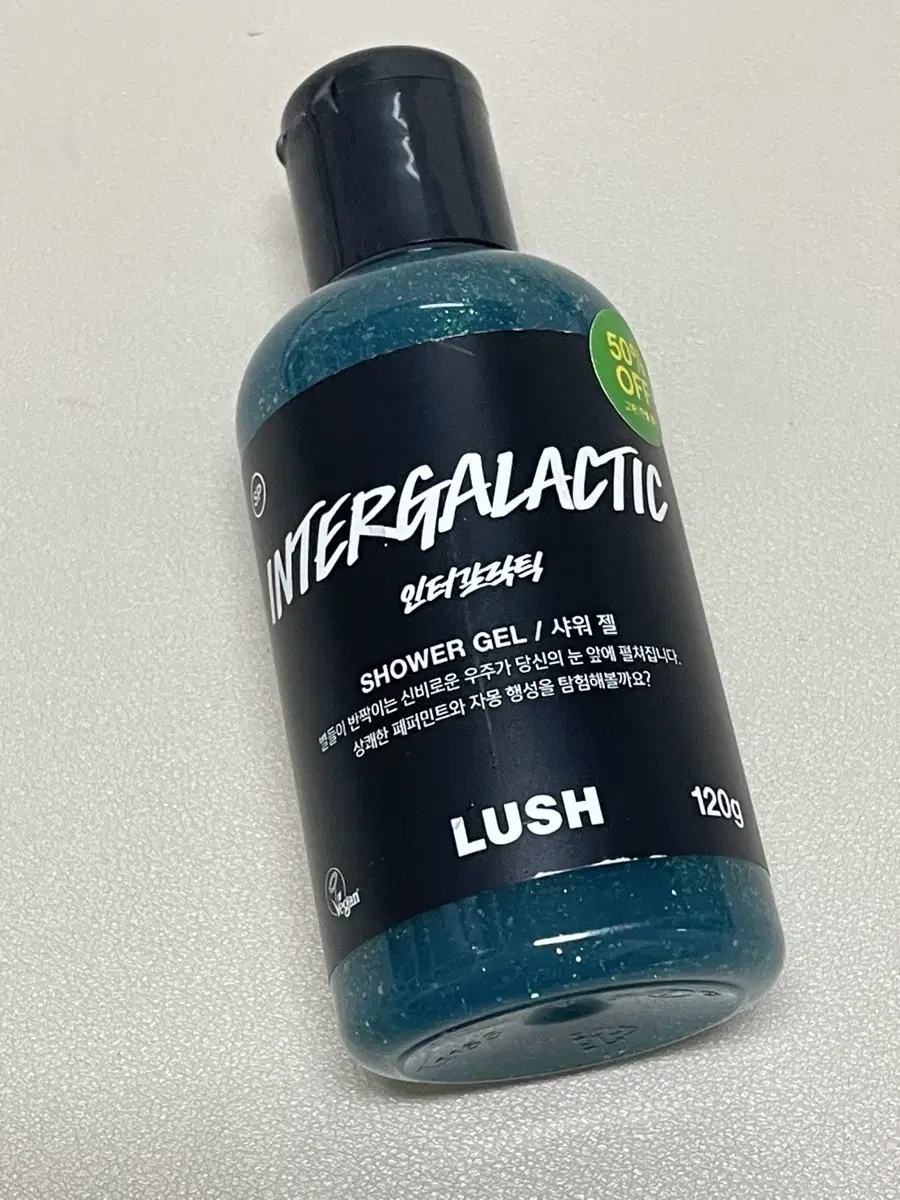 50%
OFF
SP
INTERGALACTIC
인터갈락틱
SHOWER GEL / 샤워 젤
별들이 반짝이는 신비로운 우주가 당신의 눈 앞에 펼쳐집니다.
상쾌한 페퍼민트와 자몽 행성을 탐험해볼까요?
LUSH
120g
Vegan